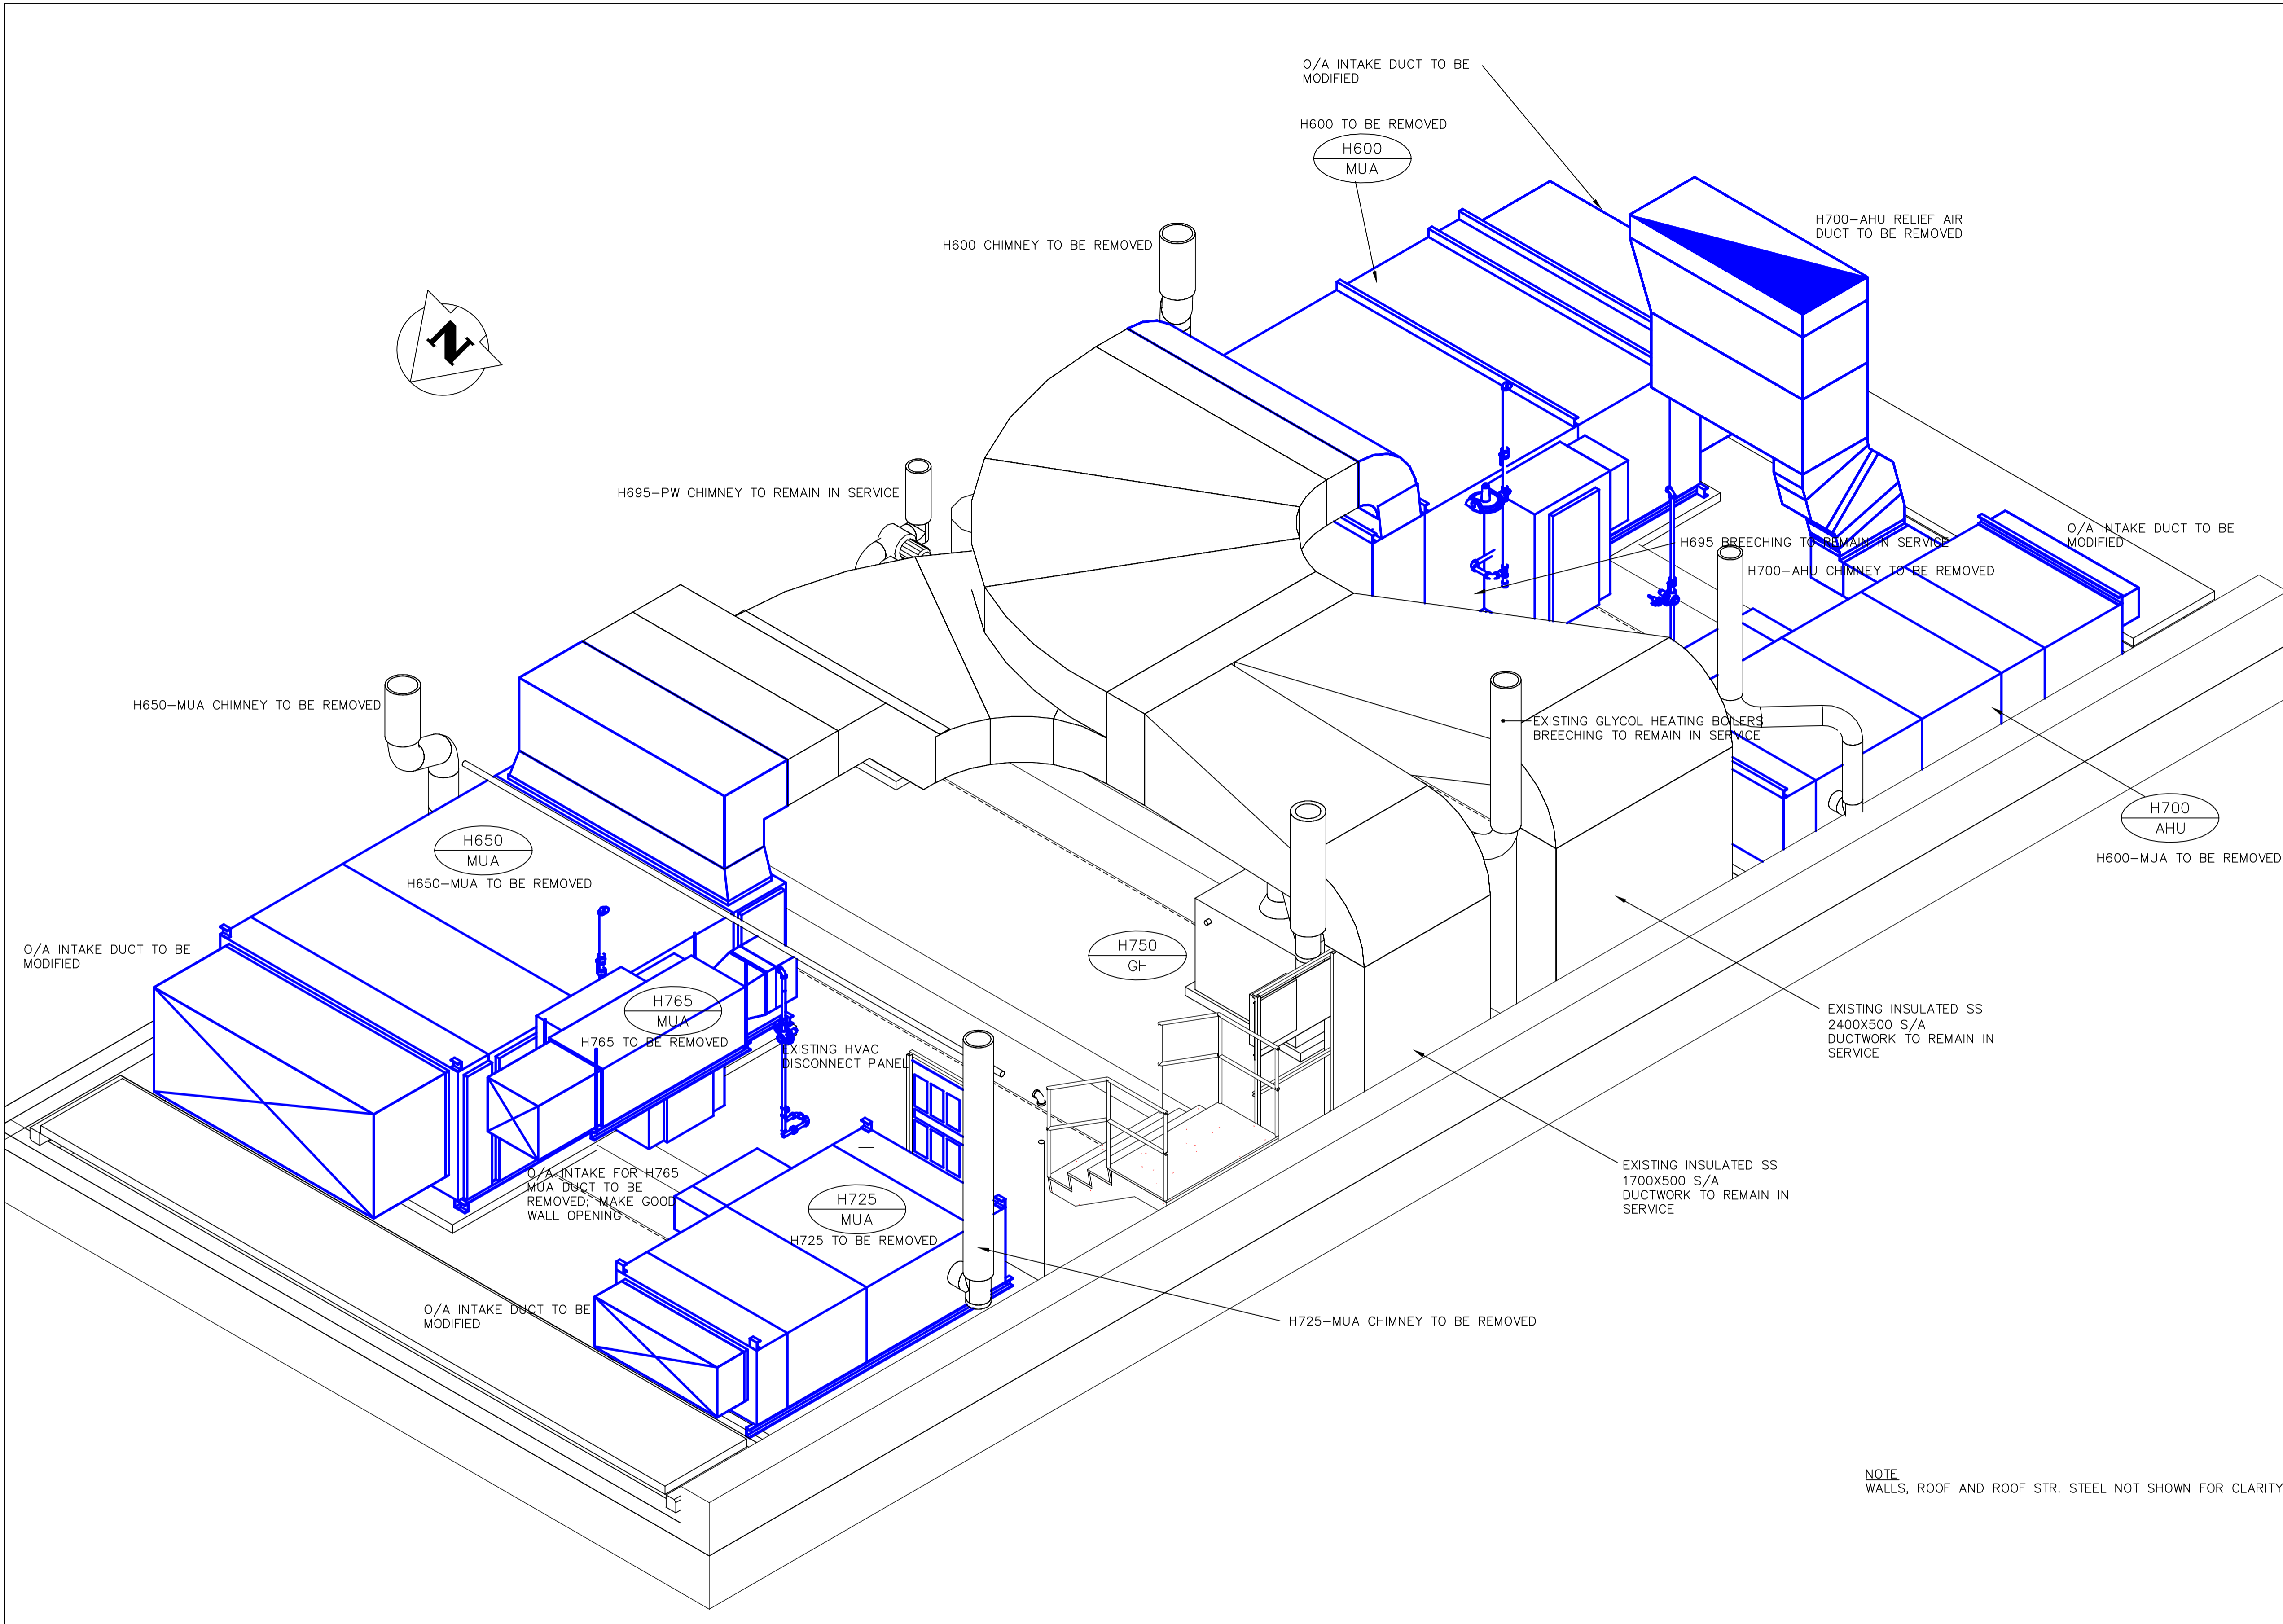 O/A INTAKE DUCT TO BE
MODIFIED
H600 TO BE REMOVED
H600
MUA
H700-AHU RELIEF AIR
DUCT TO BE REMOVED
H600 CHIMNEY TO BE REMOVED
N
H695-PW CHIMNEY TO REMAIN IN SERVICE
O/A INTAKE DUCT TO BE
MODIFIED
H695 BREECHING TO REMAIN IN SERVICE
H700-AHU CHIMNEY TO BE REMOVED
H650-MUA CHIMNEY TO BE REMOVED
EXISTING GLYCOL HEATING BOILERS
BREECHING TO REMAIN IN SERVICE
H700
AHU
H600-MUA TO BE REMOVED
H650
MUA
H650-MUA TO BE REMOVED
O/A INTAKE DUCT TO BE
MODIFIED
H750
GH
H765
MUA
H765 TO BE REMOVED
EXISTING HVAC
DISCONNECT PANEL
EXISTING INSULATED SS
2400X500 S/A
DUCTWORK TO REMAIN IN
SERVICE
EXISTING INSULATED SS
1700X500 S/A
DUCTWORK TO REMAIN IN
SERVICE
O/A INTAKE FOR H765
MUA DUCT TO BE
REMOVED; MAKE GOOD
WALL OPENING
H725
MUA
H725 TO BE REMOVED
O/A INTAKE DUCT TO BE
MODIFIED
H725-MUA CHIMNEY TO BE REMOVED
NOTE
WALLS, ROOF AND ROOF STR. STEEL NOT SHOWN FOR CLARITY